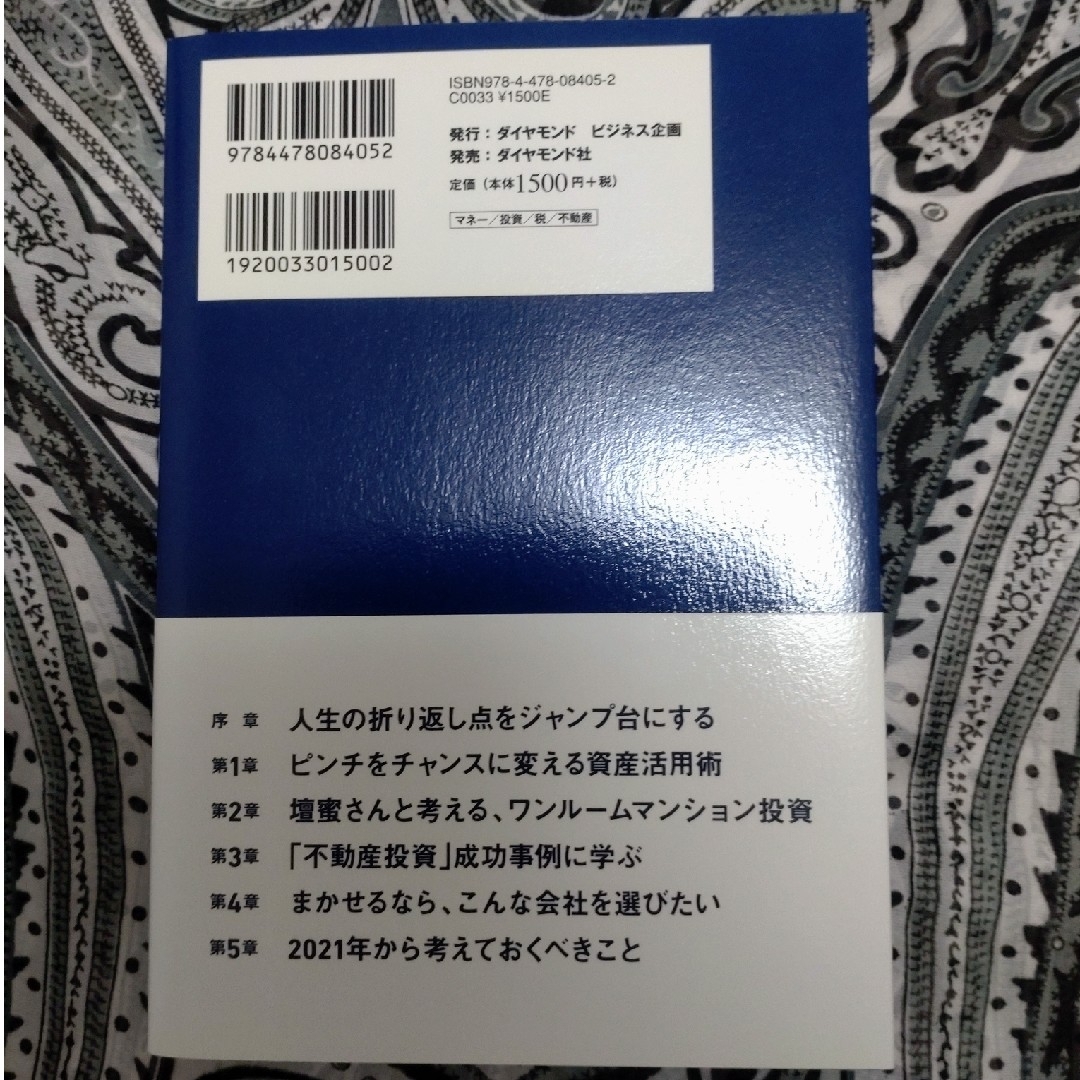 ISBN978-4-478-08405-2
C0033 ¥1500E
9784478084052
発行：ダイヤモンド ビジネス企画
発売：ダイヤモンド社
定価（本体1500円+税）
マネー／投資／税／不動産
1920033015002
序 章 人生の折り返し点をジャンプ台にする
第1章 ピンチをチャンスに変える資産活用術
第2章 壇蜜さんと考える、ワンルームマンション投資
第3章 「不動産投資」成功事例に学ぶ
第4章 まかせるなら、こんな会社を選びたい
第5章 2021年から考えておくべきこと